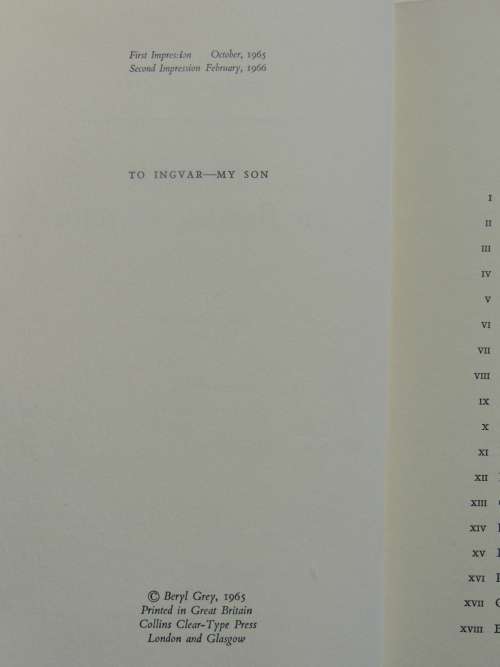 First Impression October, 1965
Second Impression February, 1966
TO INGVAR—MY SON
© Beryl Grey, 1965
Printed in Great Britain
Collins Clear-Type Press
London and Glasgow
I
II
III
IV
V
VI
VII
VIII
IX
X
XI
XII
XIII
XIV
XV
XVI
XVII
XVIII